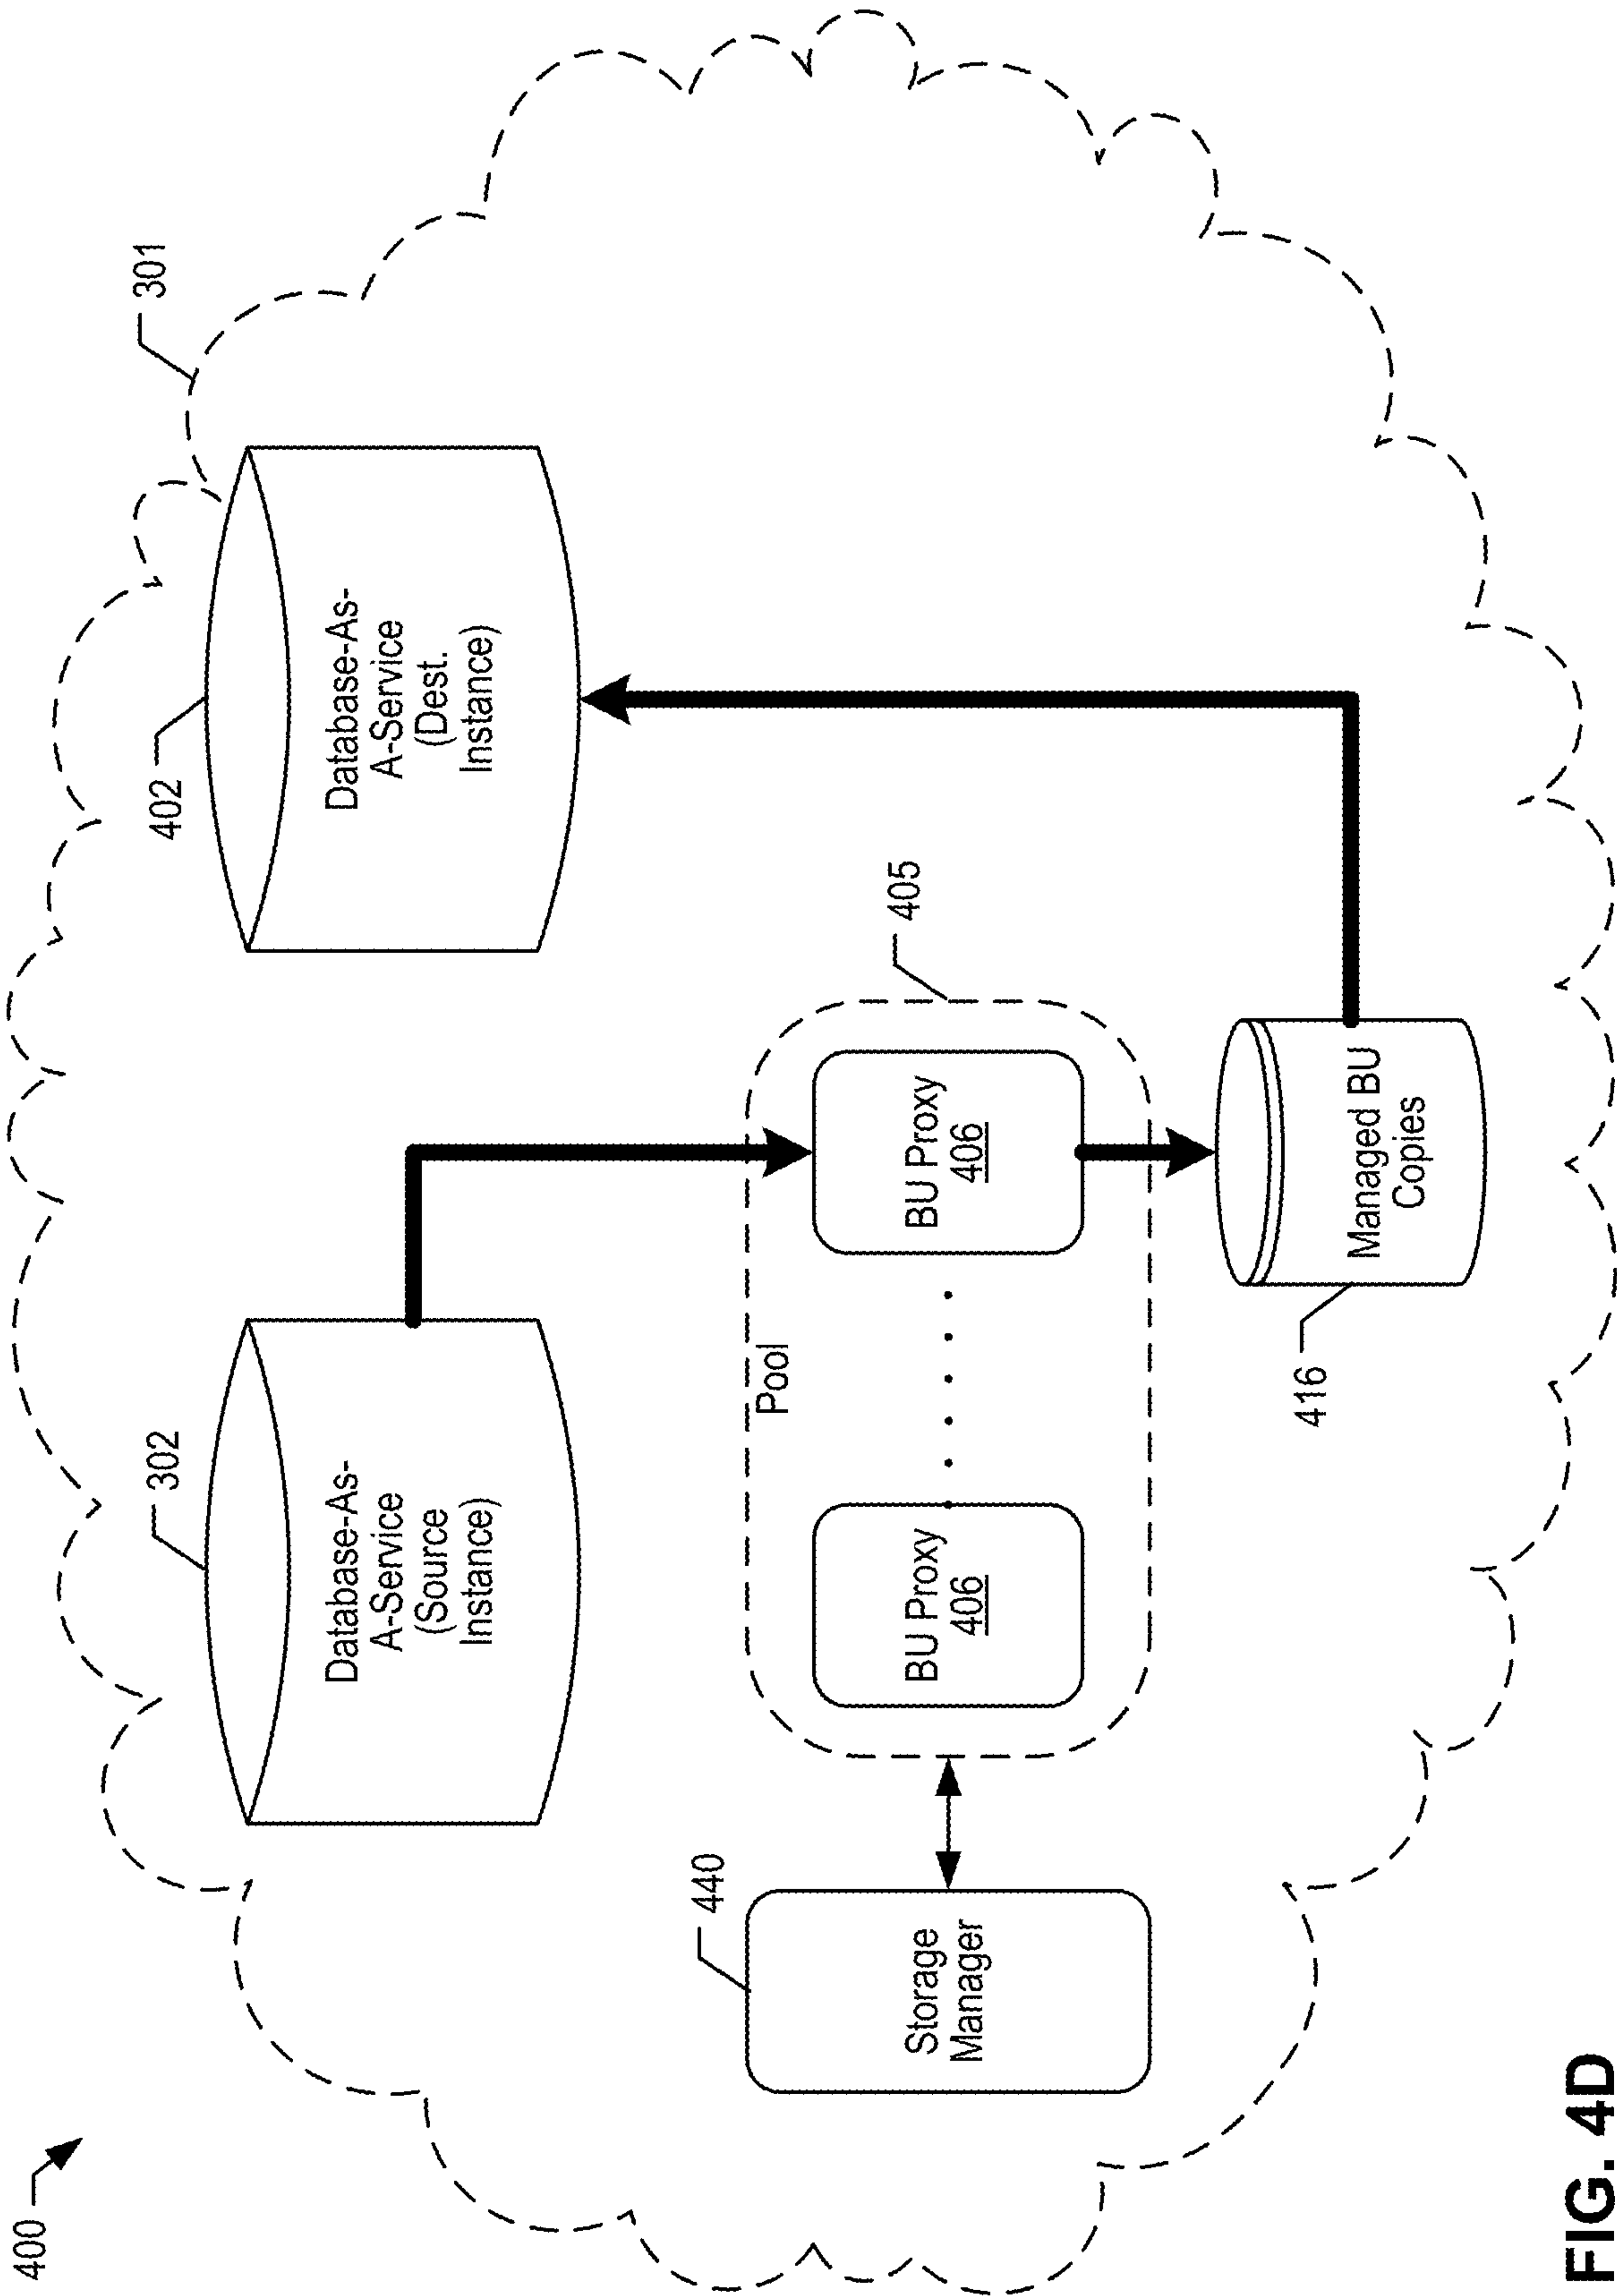 400
301
302
402
Database-As-
A-Service
(Source
Instance)
Database-As-
A-Service
(Dest.
Instance)
440
Storage
Manager
Pool
405
BU Proxy
406
BU Proxy
406
416
Managed BU
Copies
FIG. 4D